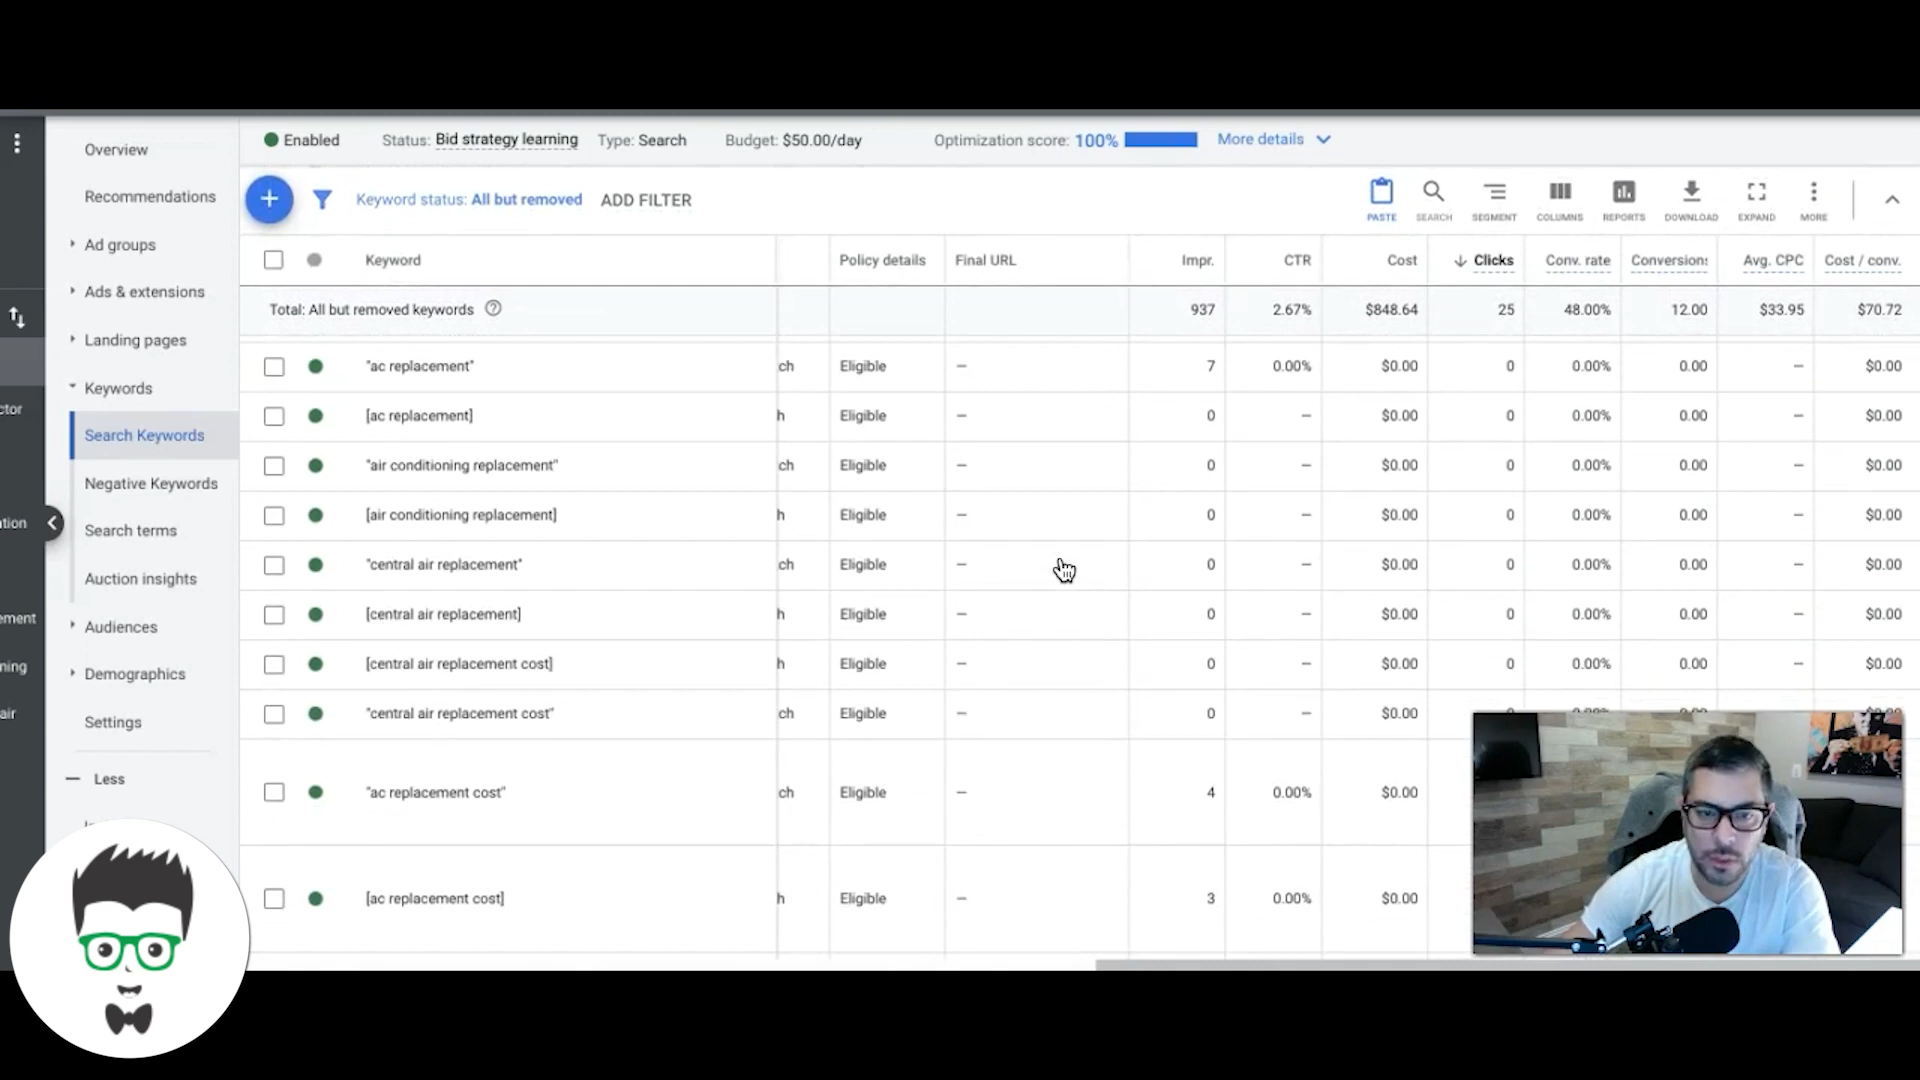 Enabled Status: Bid strategy learning Type: Search Budget: $50.00/day Optimization score: 100% More details
Keyword status: All but removed ADD FILTER PASTE SEARCH SEGMENT COLUMNS REPORTS DOWNLOAD EXPAND MORE
Overview
Recommendations
Ad groups
Ads & extensions
Landing pages
Keywords
Search Keywords
Negative Keywords
Search terms
Auction insights
Audiences
Demographics
Settings
Less
ctor
tion
ement
ning
air
Keyword Policy details Final URL Impr. CTR Cost Clicks Conv. rate Conversions Avg. CPC Cost / conv.
Total: All but removed keywords 937 2.67% $848.64 25 48.00% 12.00 $33.95 $70.72
"ac replacement" ch Eligible – 7 0.00% $0.00 0 0.00% 0.00 – $0.00
[ac replacement] h Eligible – 0 – $0.00 0 0.00% 0.00 – $0.00
"air conditioning replacement" ch Eligible – 0 – $0.00 0 0.00% 0.00 – $0.00
[air conditioning replacement] h Eligible – 0 – $0.00 0 0.00% 0.00 – $0.00
"central air replacement" ch Eligible – 0 – $0.00 0 0.00% 0.00 – $0.00
[central air replacement] h Eligible – 0 – $0.00 0 0.00% 0.00 – $0.00
[central air replacement cost] h Eligible – 0 – $0.00 0 0.00% 0.00 – $0.00
"central air replacement cost" ch Eligible – 0 – $0.00
"ac replacement cost" ch Eligible – 4 0.00% $0.00
[ac replacement cost] h Eligible – 3 0.00% $0.00